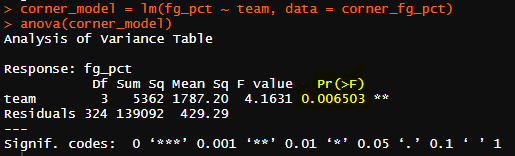 > corner_model = lm(fg_pct ~ team, data = corner_fg_pct)
> anova(corner_model)
Analysis of Variance Table

Response: fg_pct
           Df Sum Sq Mean Sq F value   Pr(>F)
team        3   5362 1787.20  4.1631 0.006503 **
Residuals 324 139092  429.29
---
Signif. codes:  0 ‘***’ 0.001 ‘**’ 0.01 ‘*’ 0.05 ‘.’ 0.1 ‘ ’ 1